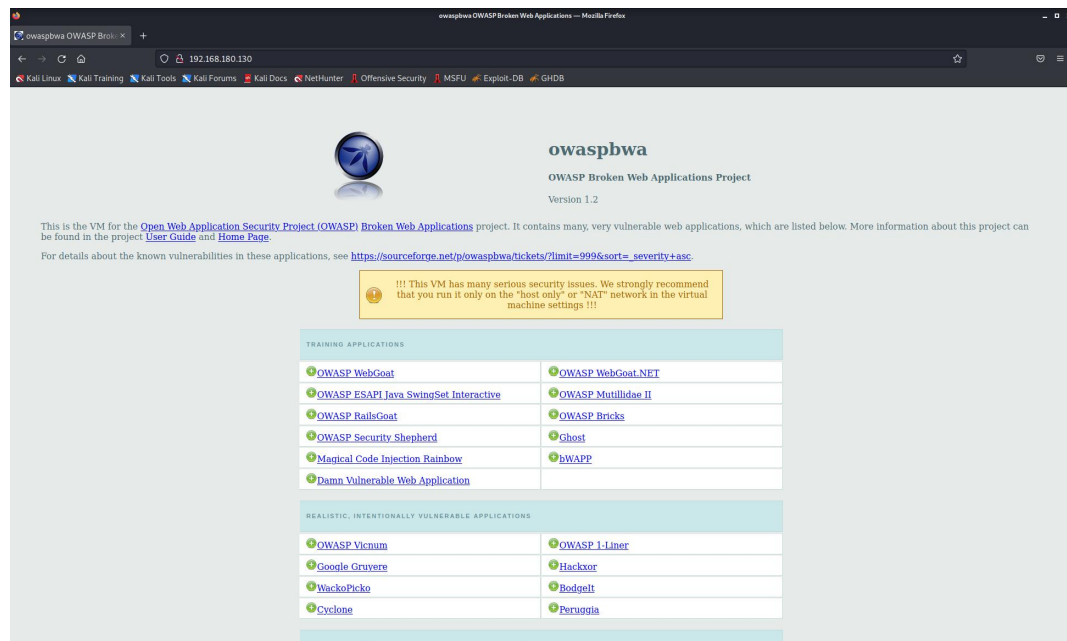 owaspbwa OWASP Broken Web Applications — Mozilla Firefox
owaspbwa OWASP Broke
192.168.180.130
Kali Linux Kali Training Kali Tools Kali Forums Kali Docs NetHunter Offensive Security MSFU Exploit-DB GHDB
owaspbwa
OWASP Broken Web Applications Project
Version 1.2
This is the VM for the Open Web Application Security Project (OWASP) Broken Web Applications project. It contains many, very vulnerable web applications, which are listed below. More information about this project can
be found in the project User Guide and Home Page.
For details about the known vulnerabilities in these applications, see https://sourceforge.net/p/owaspbwa/tickets/?limit=999&sort=_severity+asc.
!!! This VM has many serious security issues. We strongly recommend
that you run it only on the "host only" or "NAT" network in the virtual
machine settings !!!
TRAINING APPLICATIONS
OWASP WebGoat OWASP WebGoat.NET
OWASP ESAPI Java SwingSet Interactive OWASP Mutillidae II
OWASP RailsGoat OWASP Bricks
OWASP Security Shepherd Ghost
Magical Code Injection Rainbow bWAPP
Damn Vulnerable Web Application
REALISTIC, INTENTIONALLY VULNERABLE APPLICATIONS
OWASP Vicnum OWASP 1-Liner
Google Gruyere Hackxor
WackoPicko BodgeIt
Cyclone Peruggia